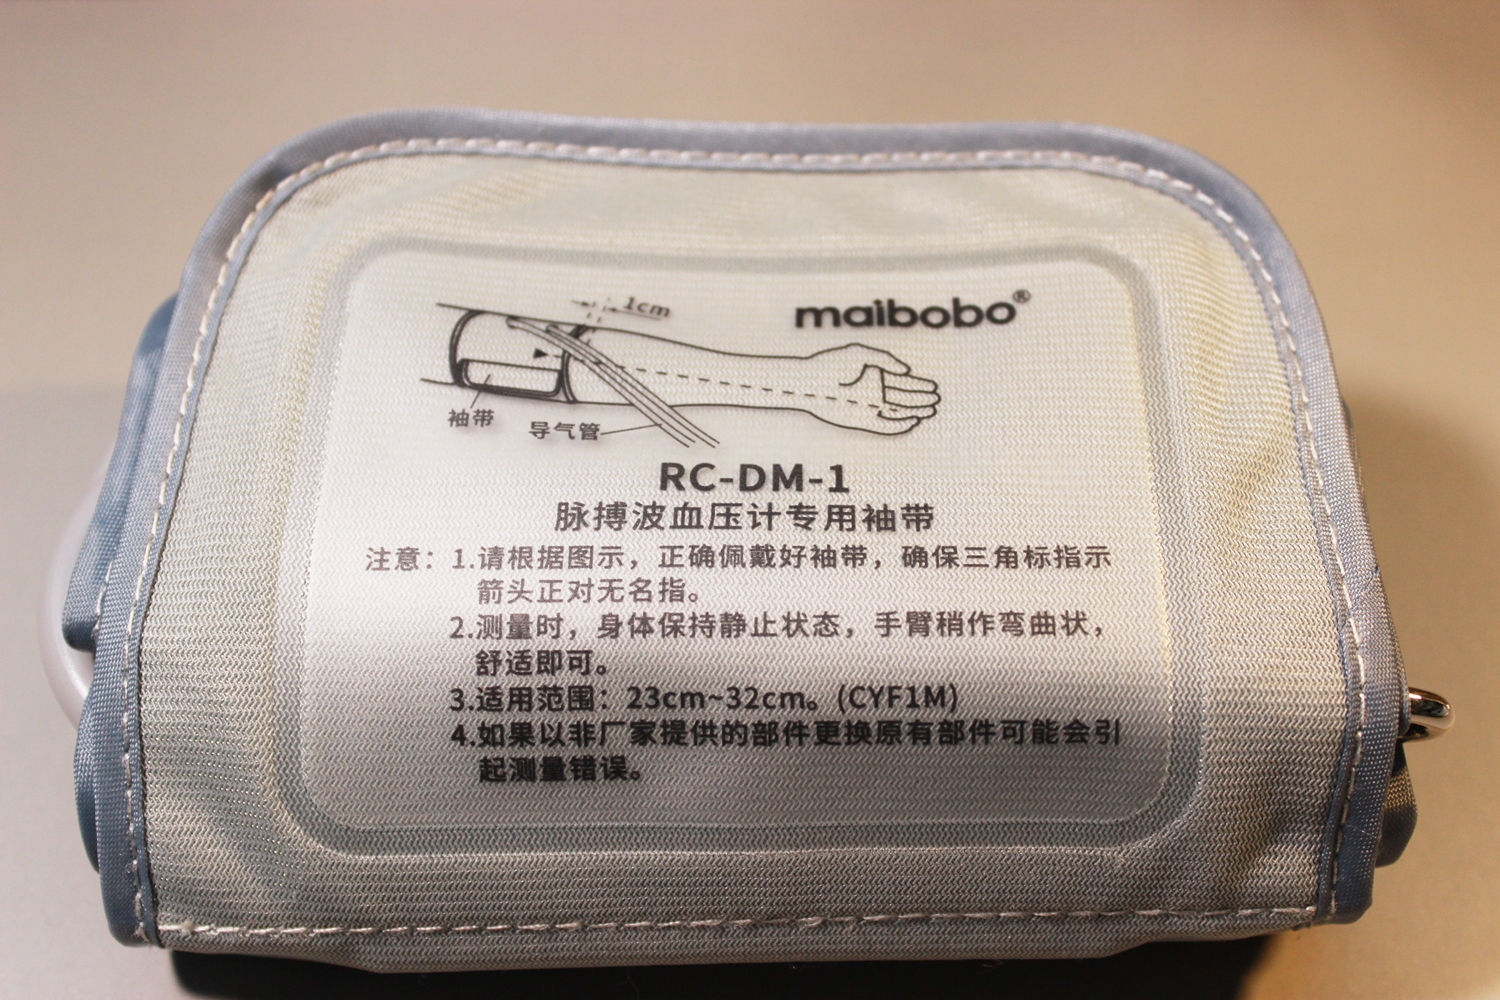 1cm
maibobo®
袖带
导气管
RC-DM-1
脉搏波血压计专用袖带
注意：1.请根据图示，正确佩戴好袖带，确保三角标指示
箭头正对无名指。
2.测量时，身体保持静止状态，手臂稍作弯曲状，
舒适即可。
3.适用范围：23cm~32cm。(CYF1M)
4.如果以非厂家提供的部件更换原有部件可能会引
起测量错误。